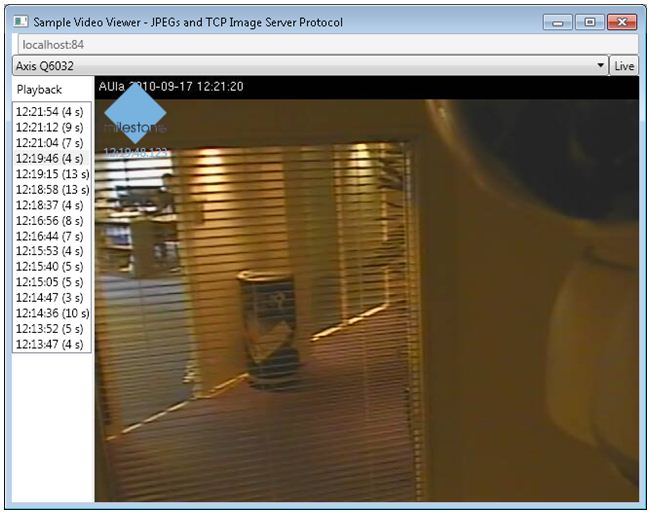 Sample Video Viewer - JPEGs and TCP Image Server Protocol
localhost:84
Axis Q6032
Live
Playback
12:21:54 (4 s)
12:21:12 (9 s)
12:21:04 (7 s)
12:19:46 (4 s)
12:19:15 (13 s)
12:18:58 (13 s)
12:18:37 (4 s)
12:16:56 (8 s)
12:16:44 (7 s)
12:15:53 (4 s)
12:15:40 (5 s)
12:15:05 (5 s)
12:14:47 (3 s)
12:14:36 (10 s)
12:13:52 (5 s)
12:13:47 (4 s)
AUla 2010-09-17 12:21:20
milestone
12:19:48.123